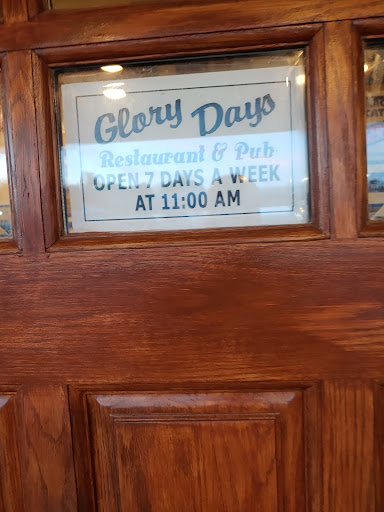 Glory Days
Restaurant & Pub
OPEN 7 DAYS A WEEK
AT 11:00 AM